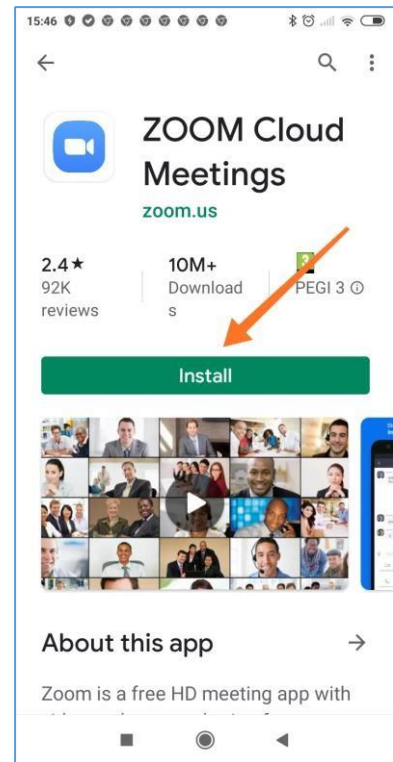 15:46
ZOOM Cloud
Meetings
zoom.us
2.4★
10M+
3
92K
Download
PEGI 3
reviews
s
Install
About this app
Zoom is a free HD meeting app with